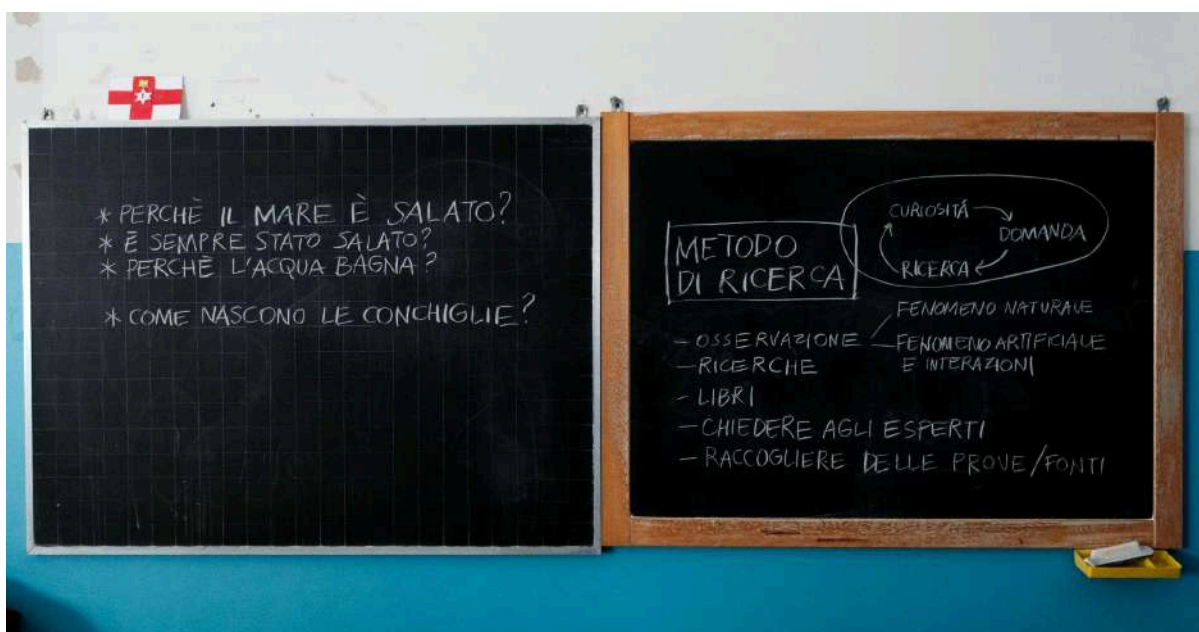 * PERCHÈ IL MARE È SALATO?
* È SEMPRE STATO SALATO?
* PERCHÈ L'ACQUA BAGNA?
* COME NASCONO LE CONCHIGLIE?
METODO
DI RICERCA
CURIOSITÁ
DOMANDA
RICERCA
- OSSERVAZIONE
FENOMENO NATURALE
FENOMENO ARTIFICIALE
E INTERAZIONI
- RICERCHE
- LIBRI
- CHIEDERE AGLI ESPERTI
- RACCOGLIERE DELLE PROVE/FONTI